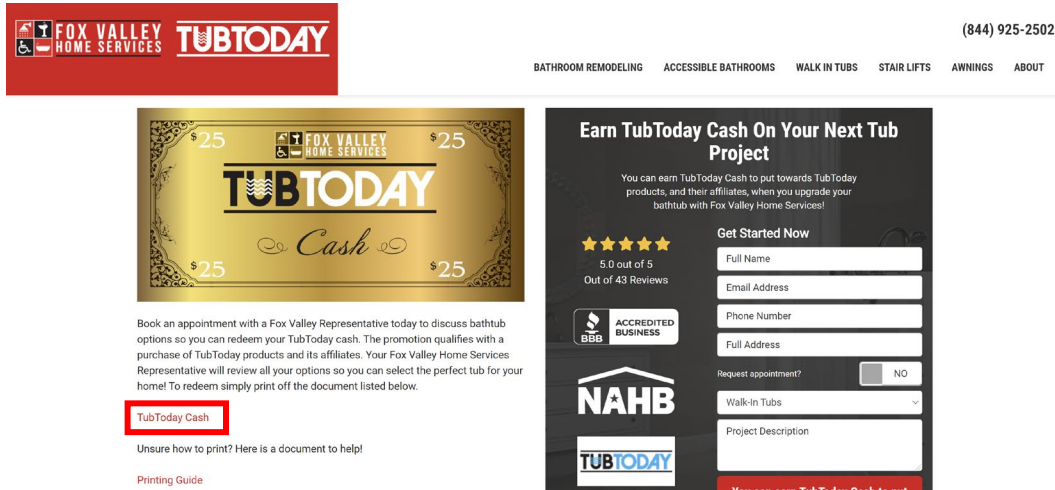 FOX VALLEY
HOME SERVICES
TUBTODAY
(844) 925-2502
BATHROOM REMODELING ACCESSIBLE BATHROOMS WALK IN TUBS STAIR LIFTS AWNINGS ABOUT
$25 $25
FOX VALLEY
HOME SERVICES
TUBTODAY
Cash
$25 $25
Book an appointment with a Fox Valley Representative today to discuss bathtub
options so you can redeem your TubToday cash. The promotion qualifies with a
purchase of TubToday products and its affiliates. Your Fox Valley Home Services
Representative will review all your options so you can select the perfect tub for your
home! To redeem simply print off the document listed below.
TubToday Cash
Unsure how to print? Here is a document to help!
Printing Guide
Earn TubToday Cash On Your Next Tub
Project
You can earn TubToday Cash to put towards TubToday
products, and their affiliates, when you upgrade your
bathtub with Fox Valley Home Services!
5.0 out of 5
Out of 43 Reviews
BBB
ACCREDITED
BUSINESS
NAHB
TUBTODAY
Get Started Now
Full Name
Email Address
Phone Number
Full Address
Request appointment? NO
Walk-In Tubs
Project Description
You can earn TubToday Cash to put